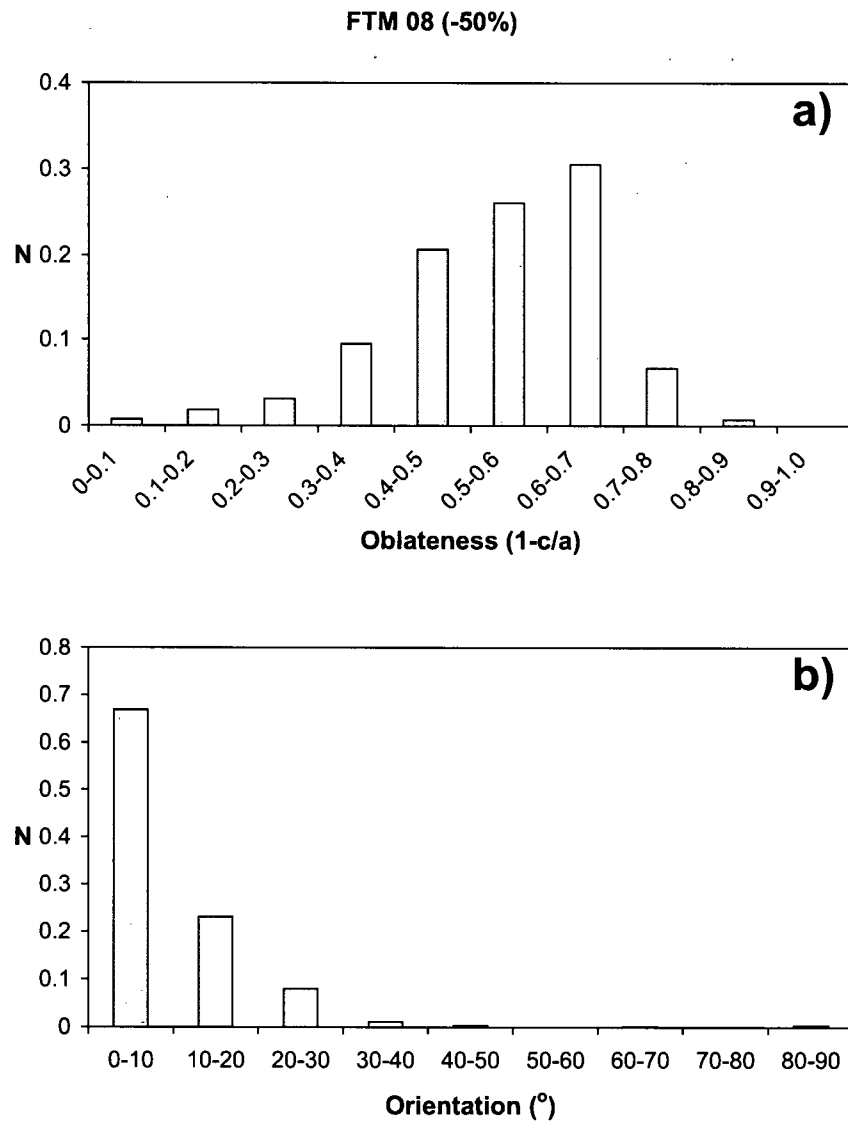 FTM 08 (-50%)
a)
0.4
0.3
N 0.2
0.1
0
0-0.1 0.1-0.2 0.2-0.3 0.3-0.4 0.4-0.5 0.5-0.6 0.6-0.7 0.7-0.8 0.8-0.9 0.9-1.0
Oblateness (1-c/a)
b)
0.8
0.7
0.6
0.5
N 0.4
0.3
0.2
0.1
0
0-10 10-20 20-30 30-40 40-50 50-60 60-70 70-80 80-90
Orientation (°)